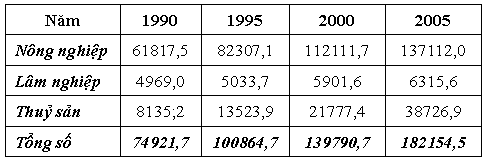 Năm 1990 1995 2000 2005
Nông nghiệp 61817,5 82307,1 112111,7 137112,0
Lâm nghiệp 4969,0 5033,7 5901,6 6315,6
Thuỷ sản 8135;2 13523,9 21777,4 38726,9
Tổng số 74921,7 100864,7 139790,7 182154,5